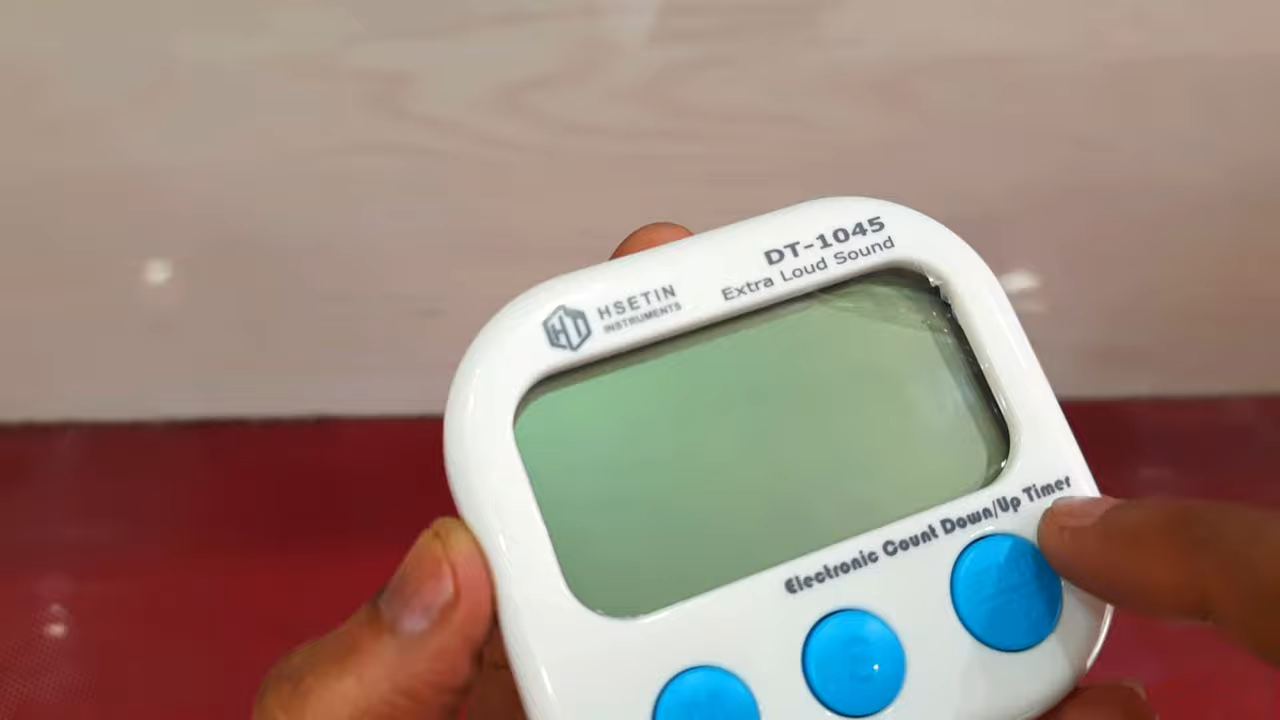 DT-1045
Extra Loud Sound
HSETIN
INSTRUMENTS
Electronic Count Down/Up Timer